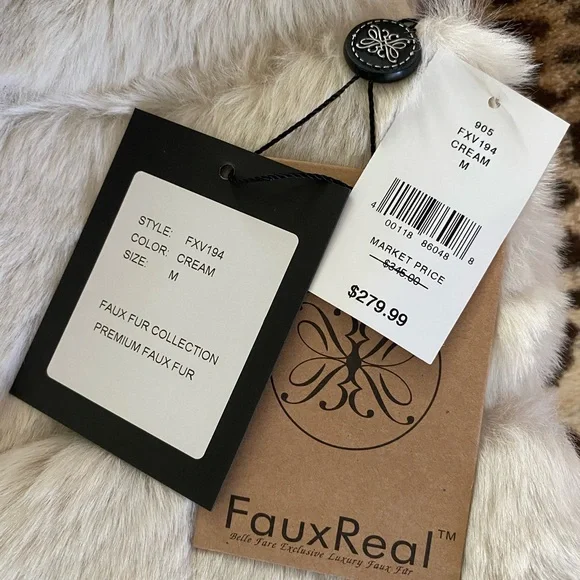 STYLE: FXV194
COLOR: CREAM
SIZE: M
FAUX FUR COLLECTION
PREMIUM FAUX FUR
905
FXV194
CREAM
M
4 00118 86048 8
MARKET PRICE
$345.00
$279.99
FauxReal™
Belle Fare Exclusive Luxury Faux Fur